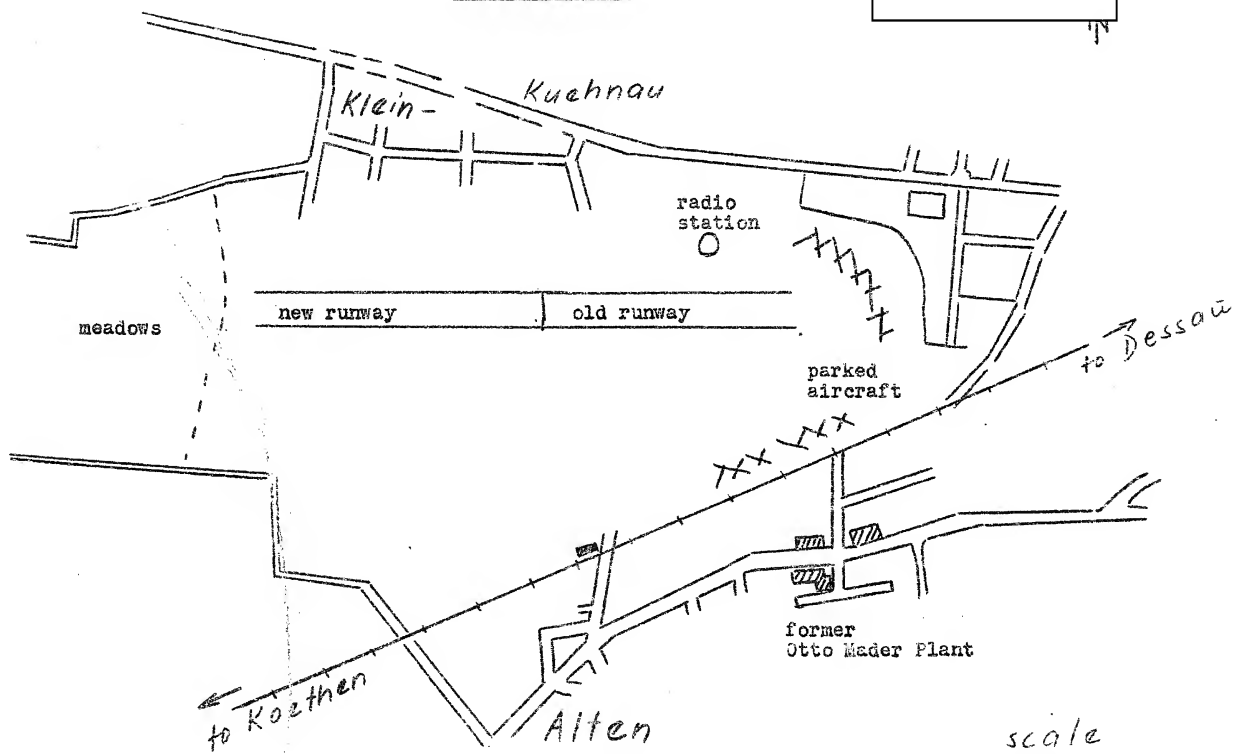 N
Klein-
Kuehnau
radio
station
new runway
old runway
meadows
parked
aircraft
to Dessau
former
Otto Mader Plant
to Koethen
Alten
scale